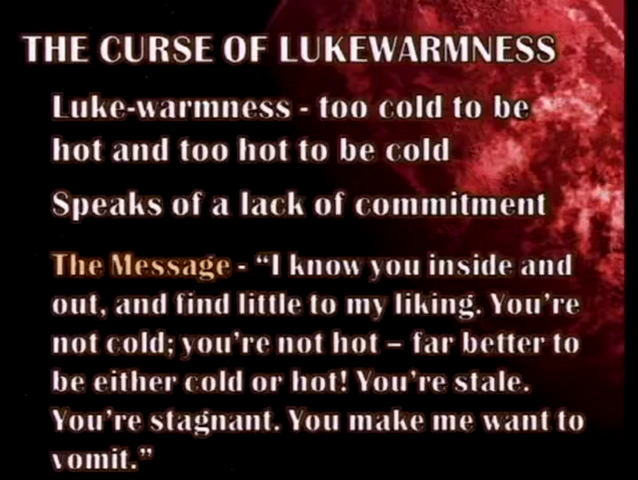 THE CURSE OF LUKEWARMNESS
Luke-warmness - too cold to be
hot and too hot to be cold
Speaks of a lack of commitment
The Message - “I know you inside and
out, and find little to my liking. You’re
not cold; you’re not hot – far better to
be either cold or hot! You’re stale.
You’re stagnant. You make me want to
vomit.”